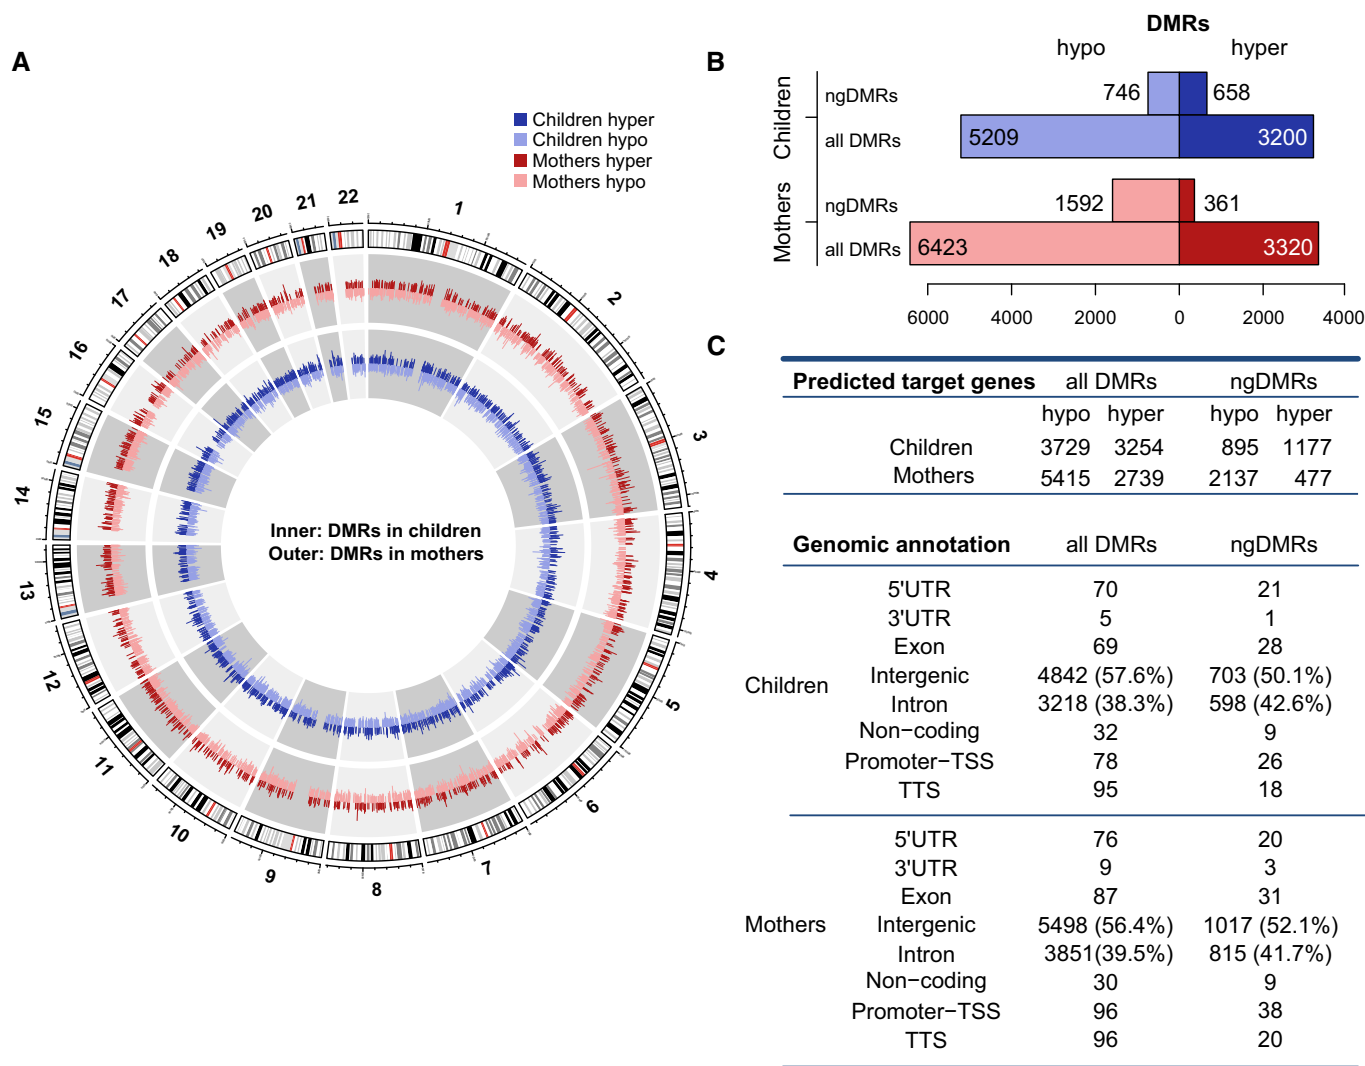 A
Children hyper
Children hypo
Mothers hyper
Mothers hypo
1
2
3
4
5
6
7
8
9
10
11
12
13
14
15
16
17
18
19
20
21
22
Inner: DMRs in children
Outer: DMRs in mothers
B
DMRs
hypo hyper
Children
ngDMRs 746 658
all DMRs 5209 3200
Mothers
ngDMRs 1592 361
all DMRs 6423 3320
6000 4000 2000 0 2000 4000
C
Predicted target genes all DMRs ngDMRs
hypo hyper hypo hyper
Children 3729 3254 895 1177
Mothers 5415 2739 2137 477
Genomic annotation all DMRs ngDMRs
Children
5'UTR 70 21
3'UTR 5 1
Exon 69 28
Intergenic 4842 (57.6%) 703 (50.1%)
Intron 3218 (38.3%) 598 (42.6%)
Non−coding 32 9
Promoter−TSS 78 26
TTS 95 18
Mothers
5'UTR 76 20
3'UTR 9 3
Exon 87 31
Intergenic 5498 (56.4%) 1017 (52.1%)
Intron 3851(39.5%) 815 (41.7%)
Non−coding 30 9
Promoter−TSS 96 38
TTS 96 20